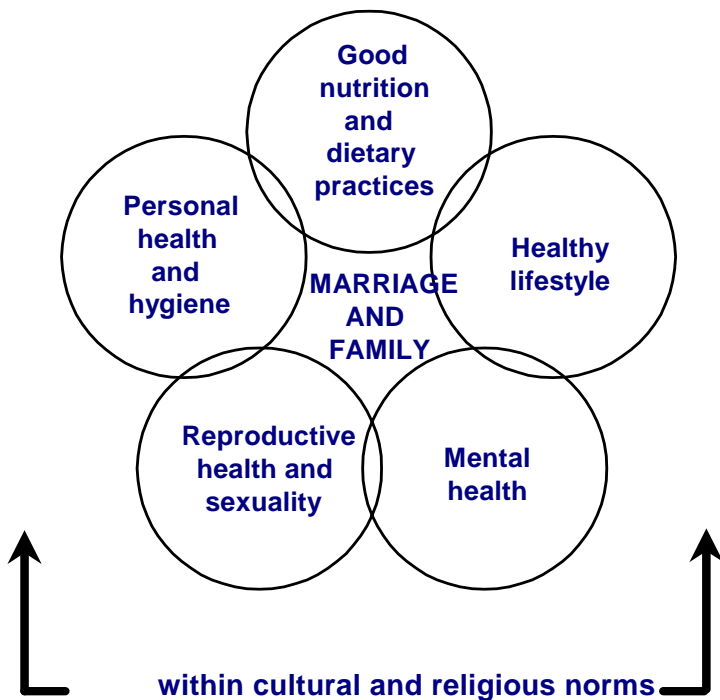 Good
nutrition
and
dietary
practices
Personal
health
and
hygiene
Healthy
lifestyle
MARRIAGE
AND
FAMILY
Reproductive
health and
sexuality
Mental
health
within cultural and religious norms